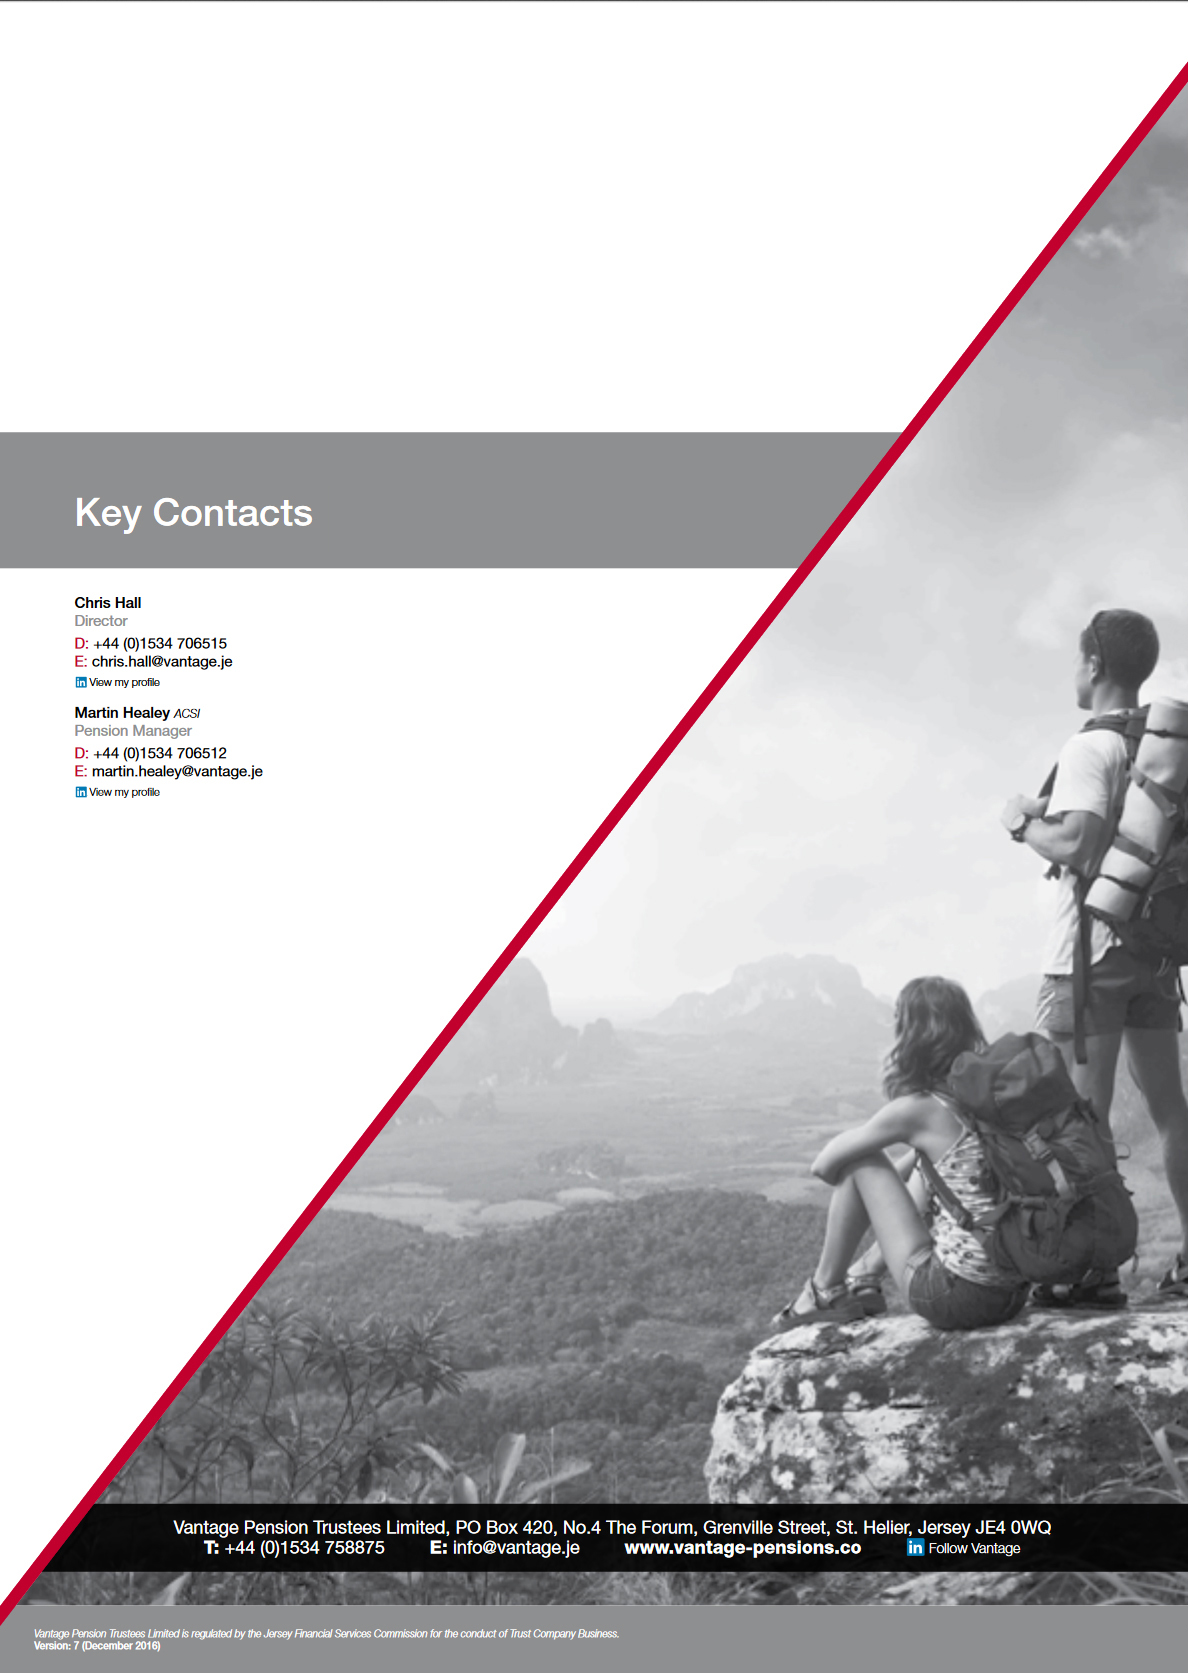 Key Contacts
Chris Hall
Director
D: +44 (0)1534 706515
E: chris.hall@vantage.je
in View my profile
Martin Healey ACSI
Pension Manager
D: +44 (0)1534 706512
E: martin.healey@vantage.je
in View my profile
Vantage Pension Trustees Limited, PO Box 420, No.4 The Forum, Grenville Street, St. Helier, Jersey JE4 0WQ
T: +44 (0)1534 758875 E: info@vantage.je www.vantage-pensions.co in Follow Vantage
Vantage Pension Trustees Limited is regulated by the Jersey Financial Services Commission for the conduct of Trust Company Business.
Version: 7 (December 2016)